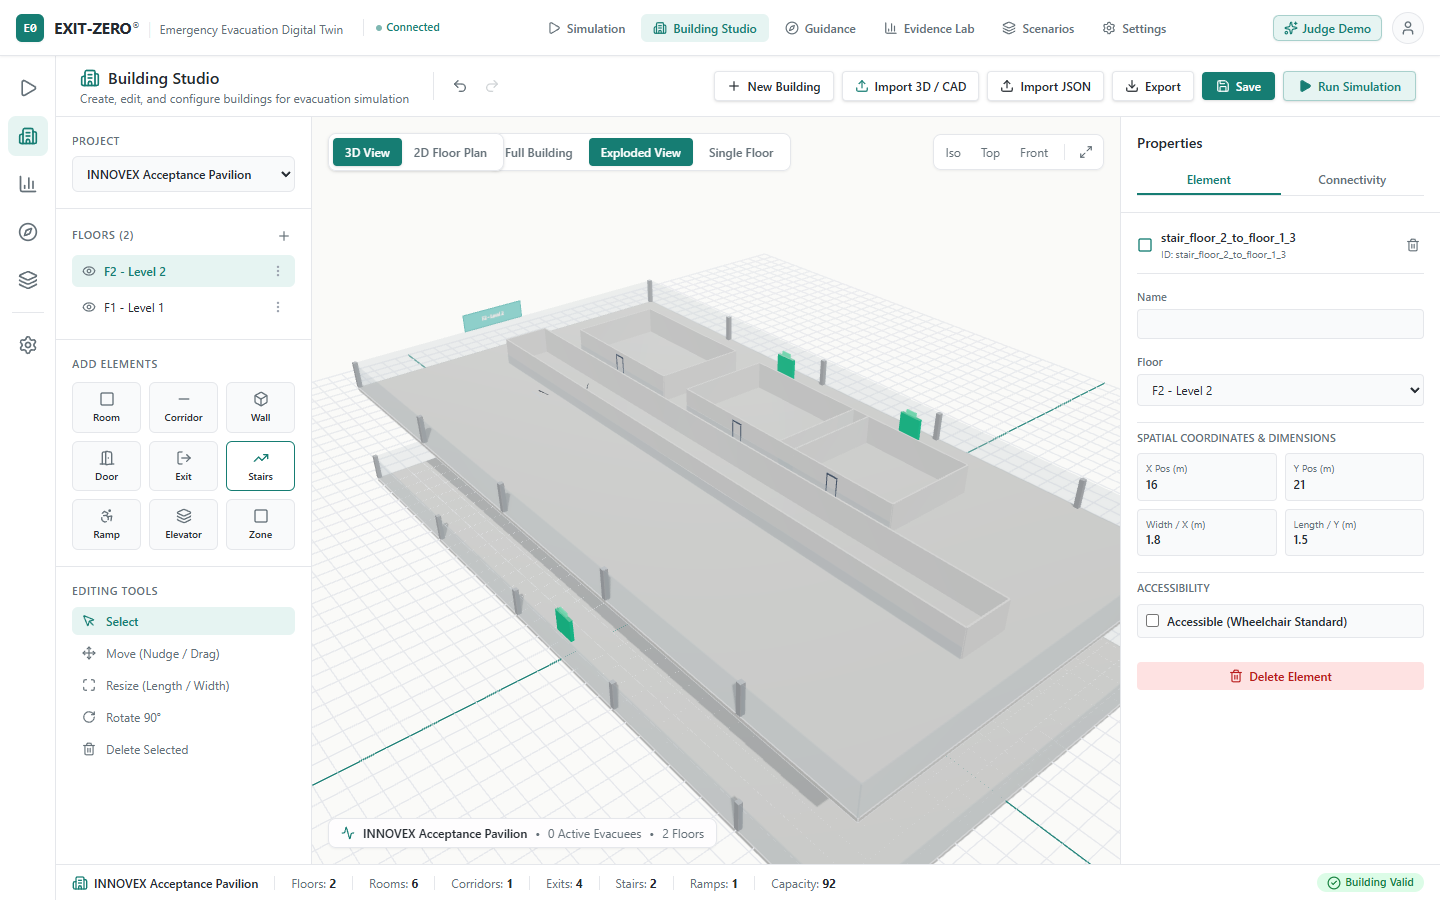 E0 EXIT-ZERO® Emergency Evacuation Digital Twin Connected Simulation Building Studio Guidance Evidence Lab Scenarios Settings Judge Demo
Building Studio
Create, edit, and configure buildings for evacuation simulation
New Building Import 3D / CAD Import JSON Export Save Run Simulation
PROJECT
INNOVEX Acceptance Pavilion
FLOORS (2)
F2 - Level 2
F1 - Level 1
ADD ELEMENTS
Room Corridor Wall
Door Exit Stairs
Ramp Elevator Zone
EDITING TOOLS
Select
Move (Nudge / Drag)
Resize (Length / Width)
Rotate 90°
Delete Selected
3D View 2D Floor Plan Full Building Exploded View Single Floor
Iso Top Front
INNOVEX Acceptance Pavilion • 0 Active Evacuees • 2 Floors
Properties
Element Connectivity
stair_floor_2_to_floor_1_3
ID: stair_floor_2_to_floor_1_3
Name
Floor
F2 - Level 2
SPATIAL COORDINATES & DIMENSIONS
X Pos (m) Y Pos (m)
16 21
Width / X (m) Length / Y (m)
1.8 1.5
ACCESSIBILITY
Accessible (Wheelchair Standard)
Delete Element
INNOVEX Acceptance Pavilion Floors: 2 Rooms: 6 Corridors: 1 Exits: 4 Stairs: 2 Ramps: 1 Capacity: 92 Building Valid